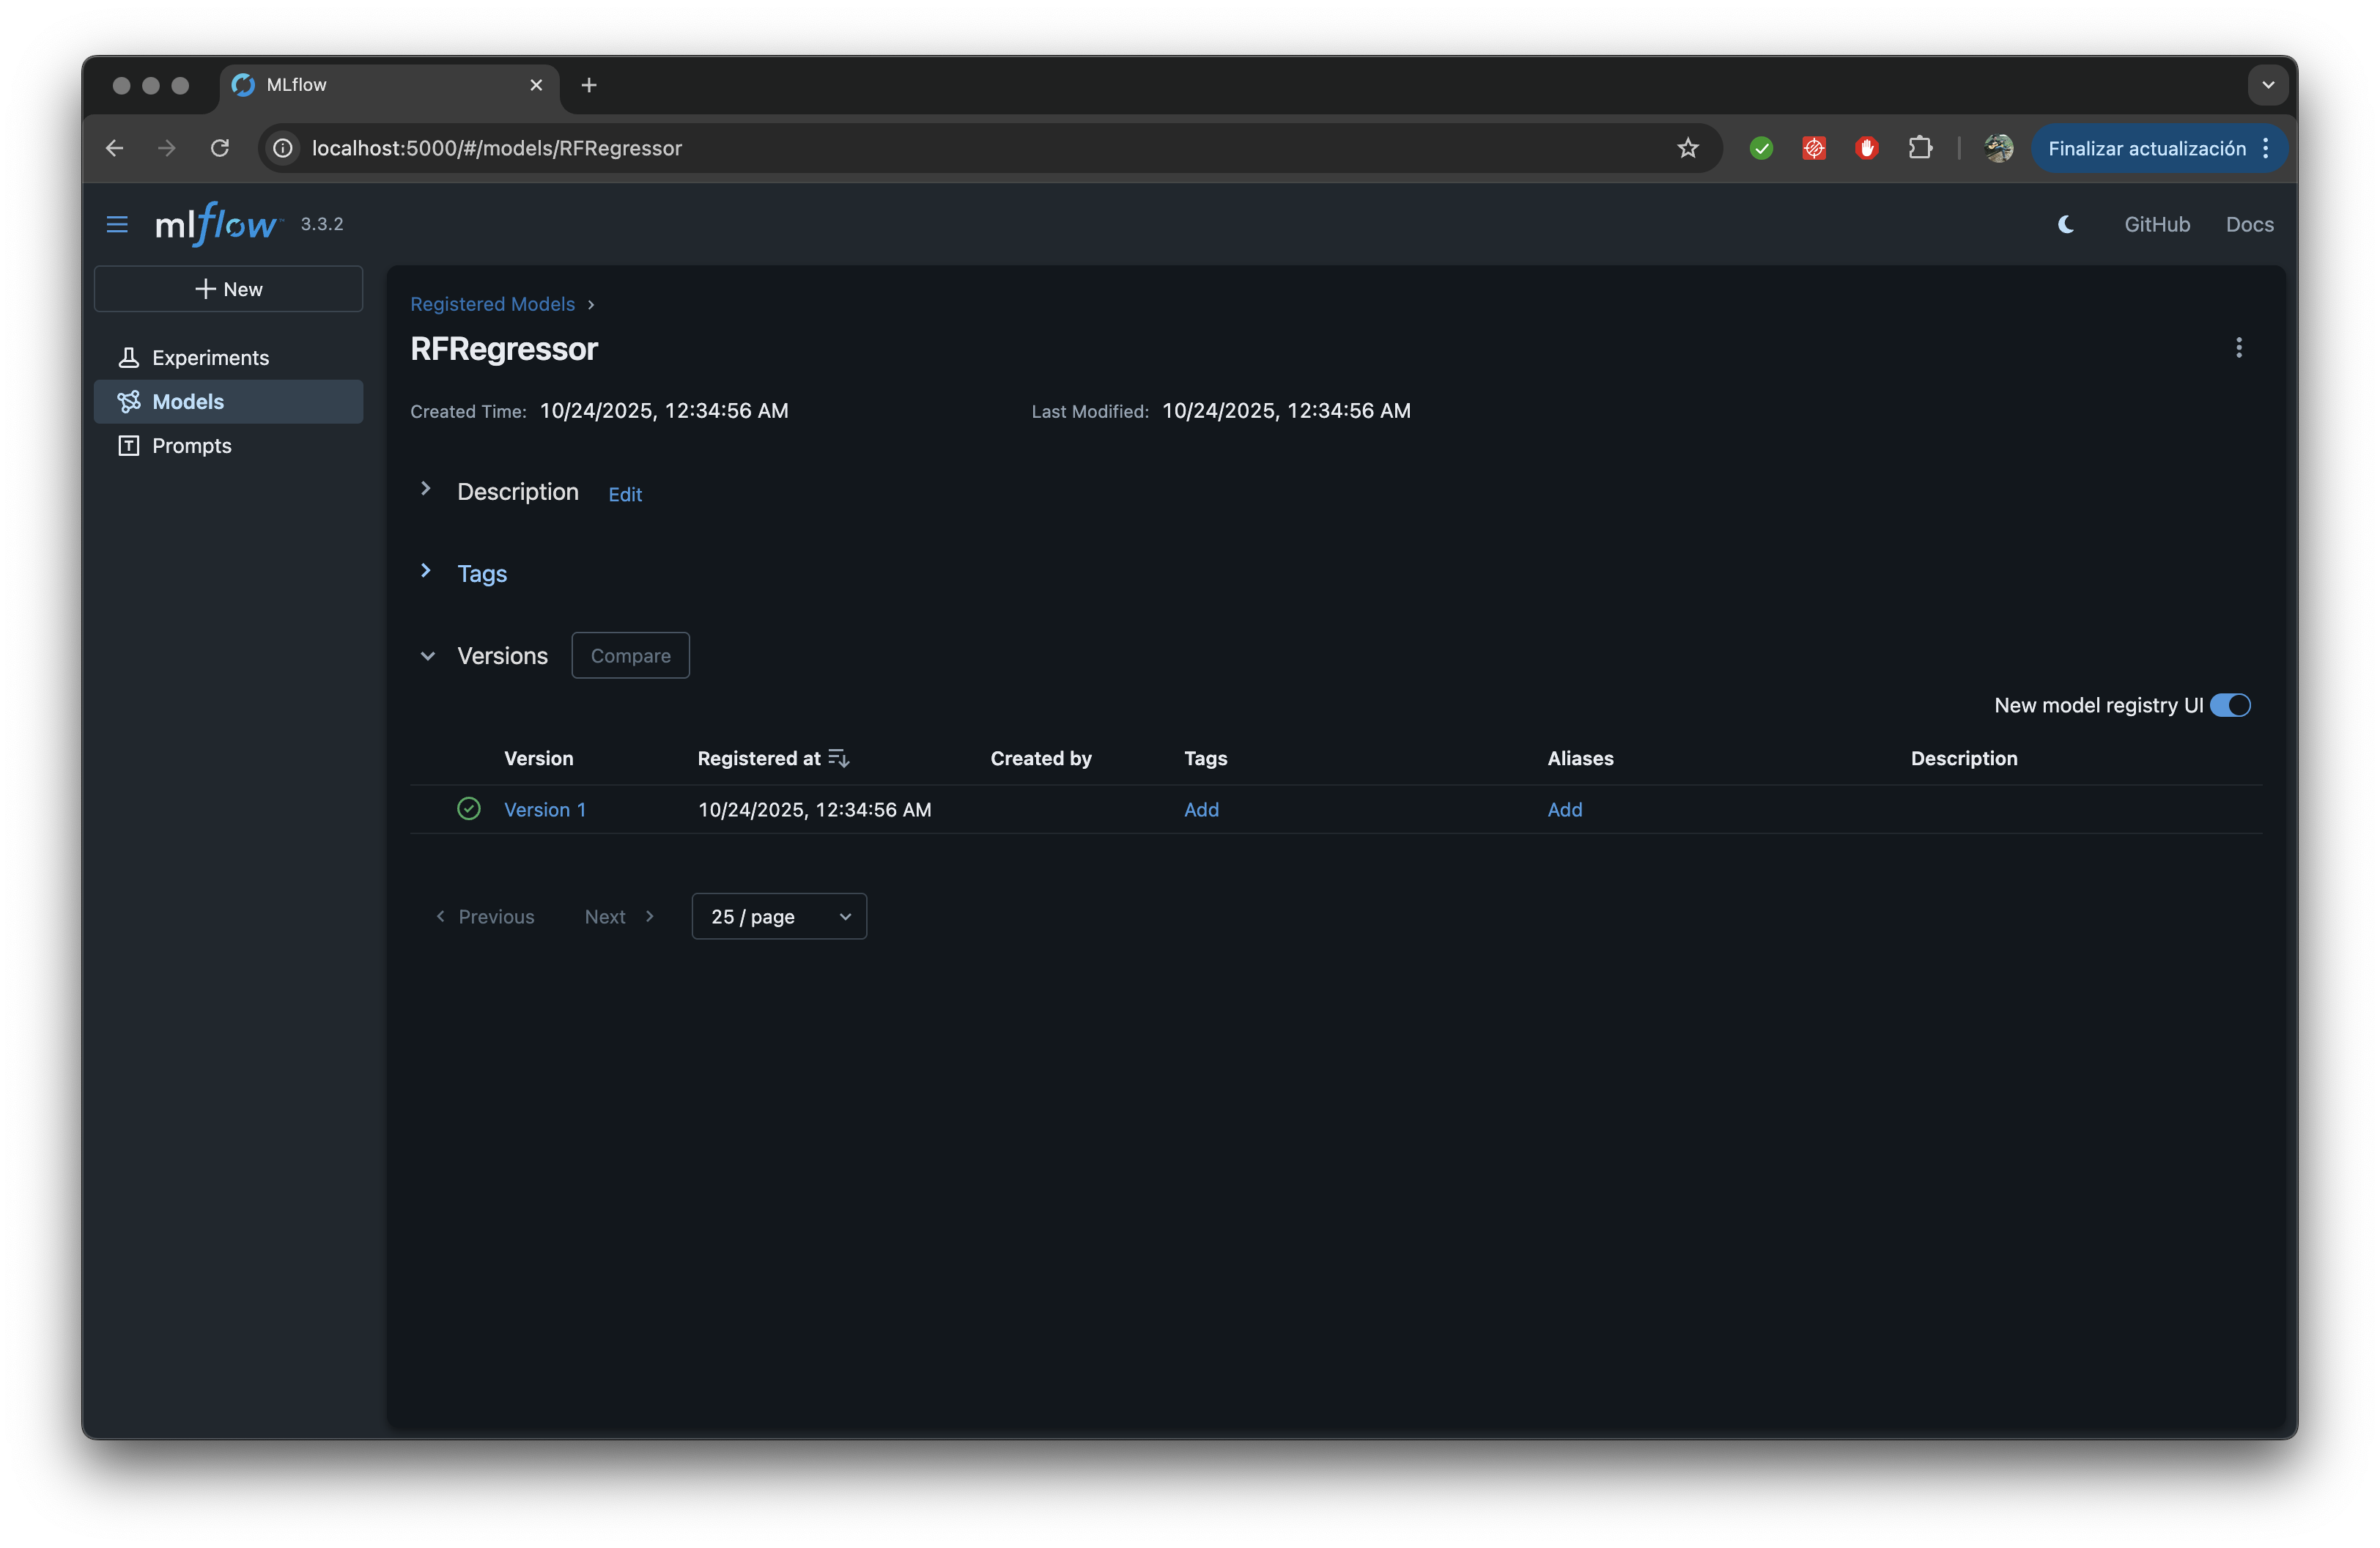 MLflow
localhost:5000/#/models/RFRegressor
Finalizar actualización
mlflow™ 3.3.2
GitHub Docs
New
Experiments
Models
Prompts
Registered Models
RFRegressor
Created Time: 10/24/2025, 12:34:56 AM Last Modified: 10/24/2025, 12:34:56 AM
Description Edit
Tags
Versions Compare
New model registry UI
Version Registered at Created by Tags Aliases Description
Version 1 10/24/2025, 12:34:56 AM Add Add
Previous Next 25 / page